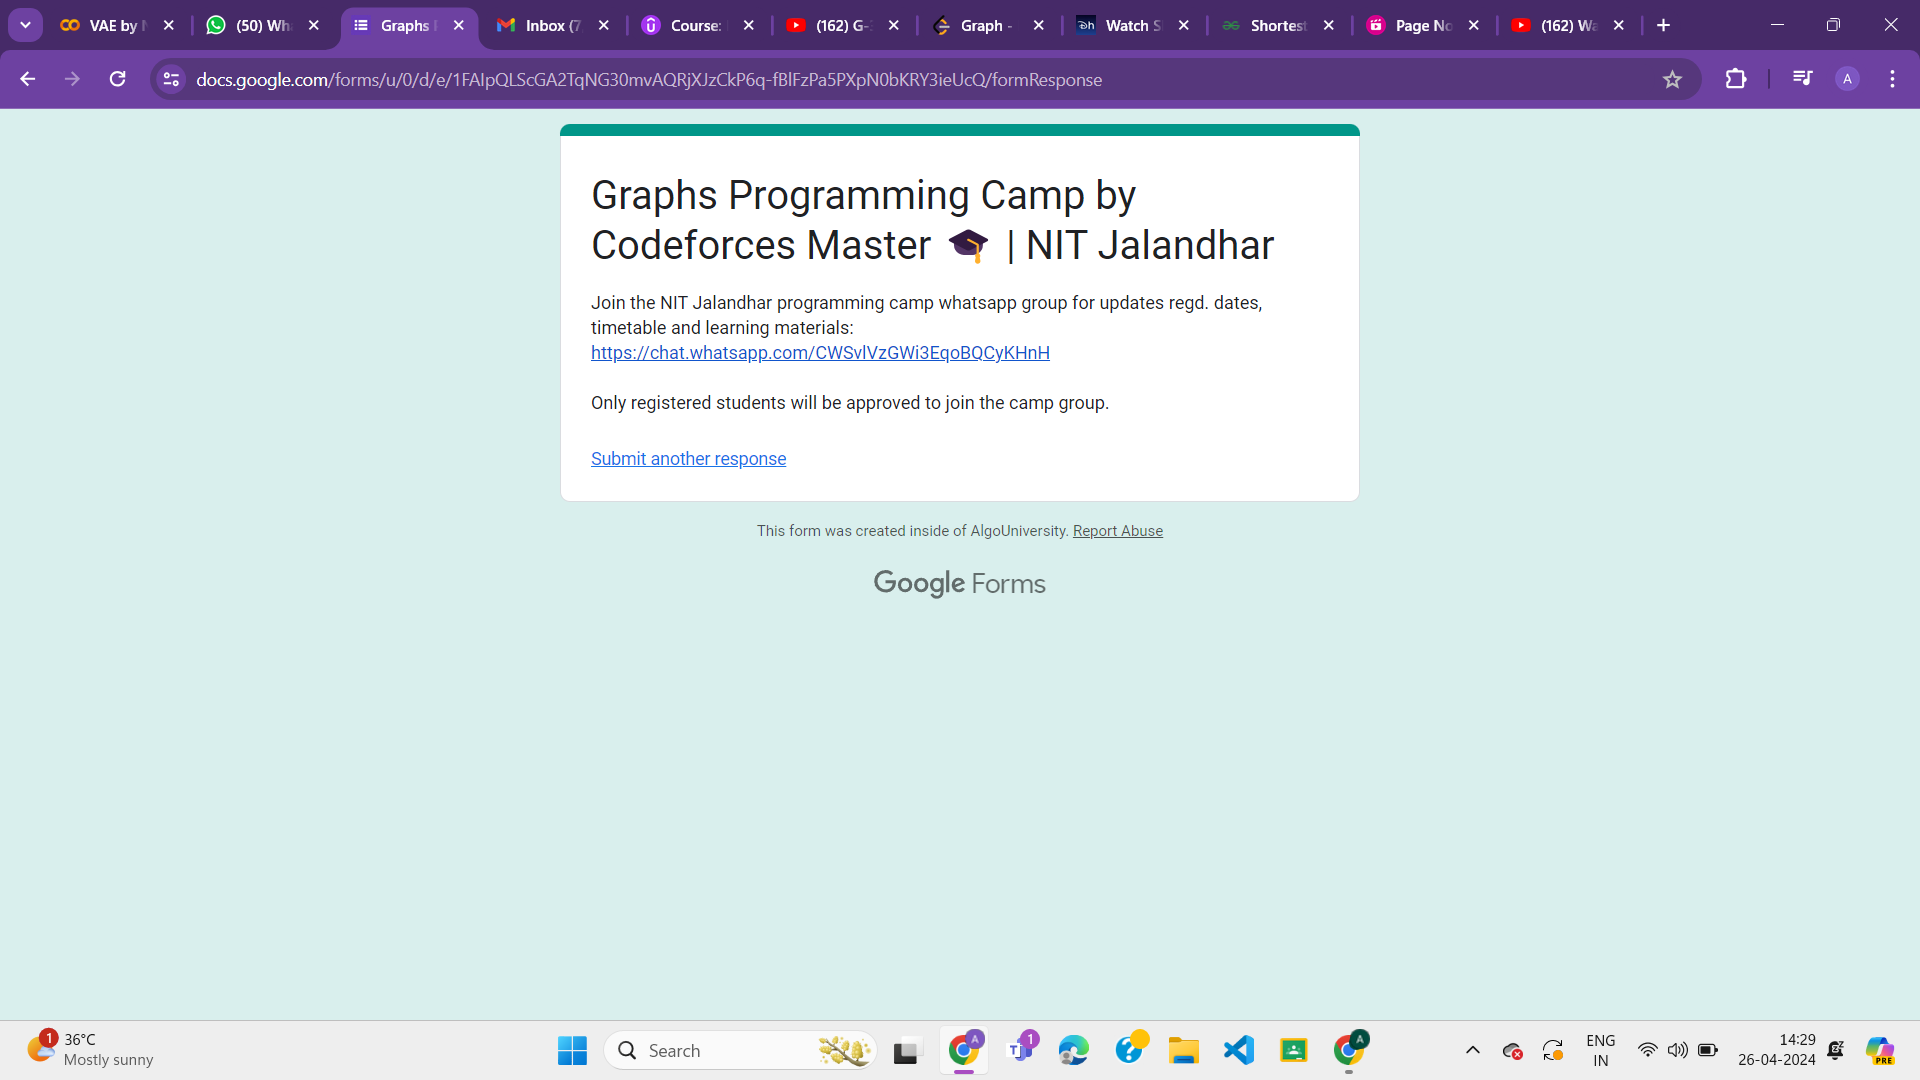 VAE by
(50) Wh
Graphs
Inbox (7
Course:
(162) G-
Graph -
Watch S
Shortest
Page No
(162) Wa
docs.google.com/forms/u/0/d/e/1FAIpQLScGA2TqNG30mvAQRjXJzCkP6q-fBlFzPa5PXpN0bKRY3ieUcQ/formResponse
A
Graphs Programming Camp by
Codeforces Master 🎓 | NIT Jalandhar
Join the NIT Jalandhar programming camp whatsapp group for updates regd. dates,
timetable and learning materials:
https://chat.whatsapp.com/CWSvlVzGWi3EqoBQCyKHnH
Only registered students will be approved to join the camp group.
Submit another response
This form was created inside of AlgoUniversity. Report Abuse
Google Forms
1
36°C
Mostly sunny
Search
A
1
A
ENG
IN
14:29
26-04-2024
PRE